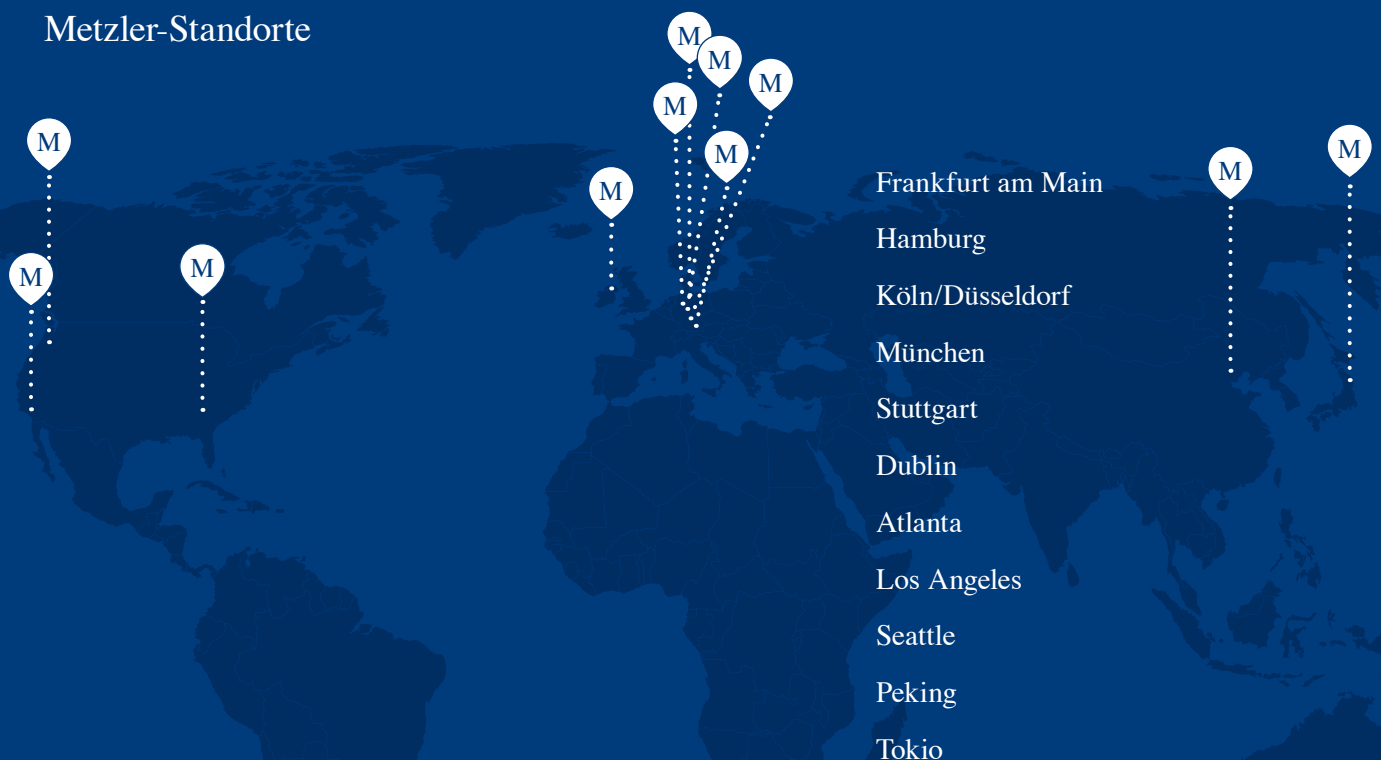 Metzler-Standorte
M
M
M
M
M
M
M
M
M
M
M
Frankfurt am Main
Hamburg
Köln/Düsseldorf
München
Stuttgart
Dublin
Atlanta
Los Angeles
Seattle
Peking
Tokio